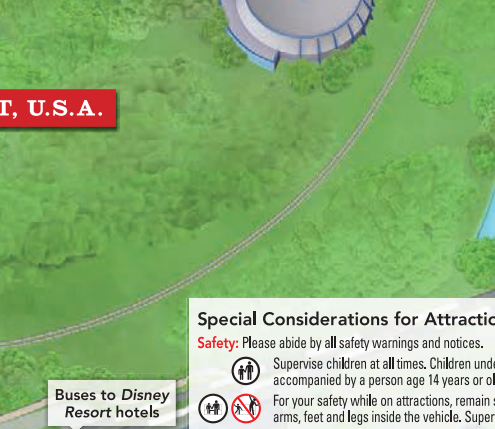 T, U.S.A.
Special Considerations for Attractio
Safety: Please abide by all safety warnings and notices.
Supervise children at all times. Children unde
accompanied by a person age 14 years or ol
For your safety while on attractions, remain s
arms, feet and legs inside the vehicle. Super
Buses to Disney
Resort hotels